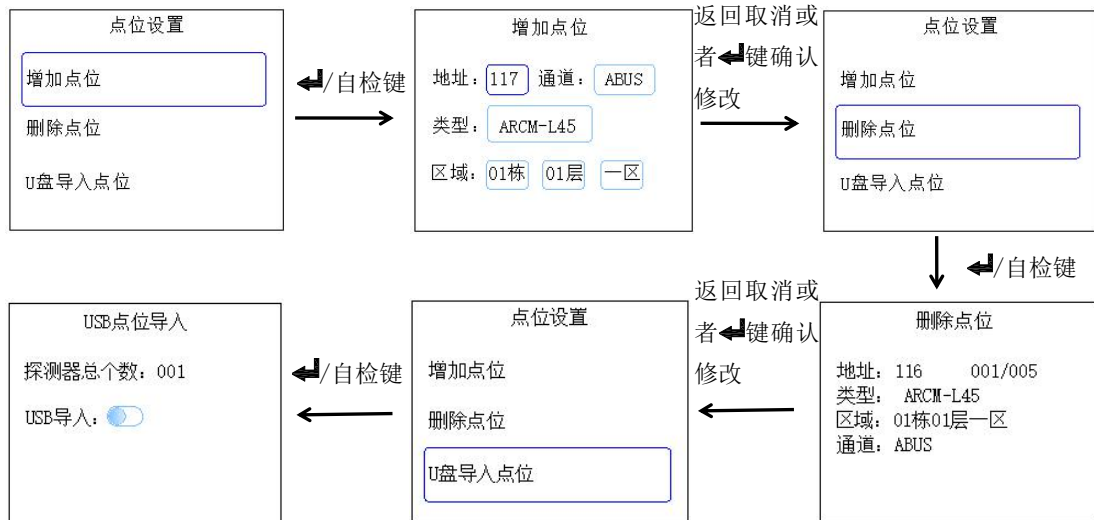 点位设置
增加点位
删除点位
U盘导入点位
/自检键
增加点位
地址：117 通道：ABUS
类型：ARCM-L45
区域：01栋 01层 一区
返回取消或
者键确认
修改
点位设置
增加点位
删除点位
U盘导入点位
/自检键
删除点位
地址：116 001/005
类型：ARCM-L45
区域：01栋01层一区
通道：ABUS
返回取消或
者键确认
修改
点位设置
增加点位
删除点位
U盘导入点位
/自检键
USB点位导入
探测器总个数：001
USB导入：